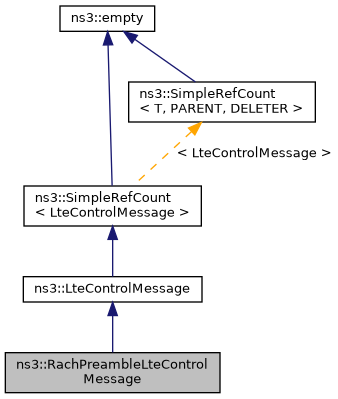 ns3::empty
ns3::SimpleRefCount
< T, PARENT, DELETER >
< LteControlMessage >
ns3::SimpleRefCount
< LteControlMessage >
ns3::LteControlMessage
ns3::RachPreambleLteControl
Message